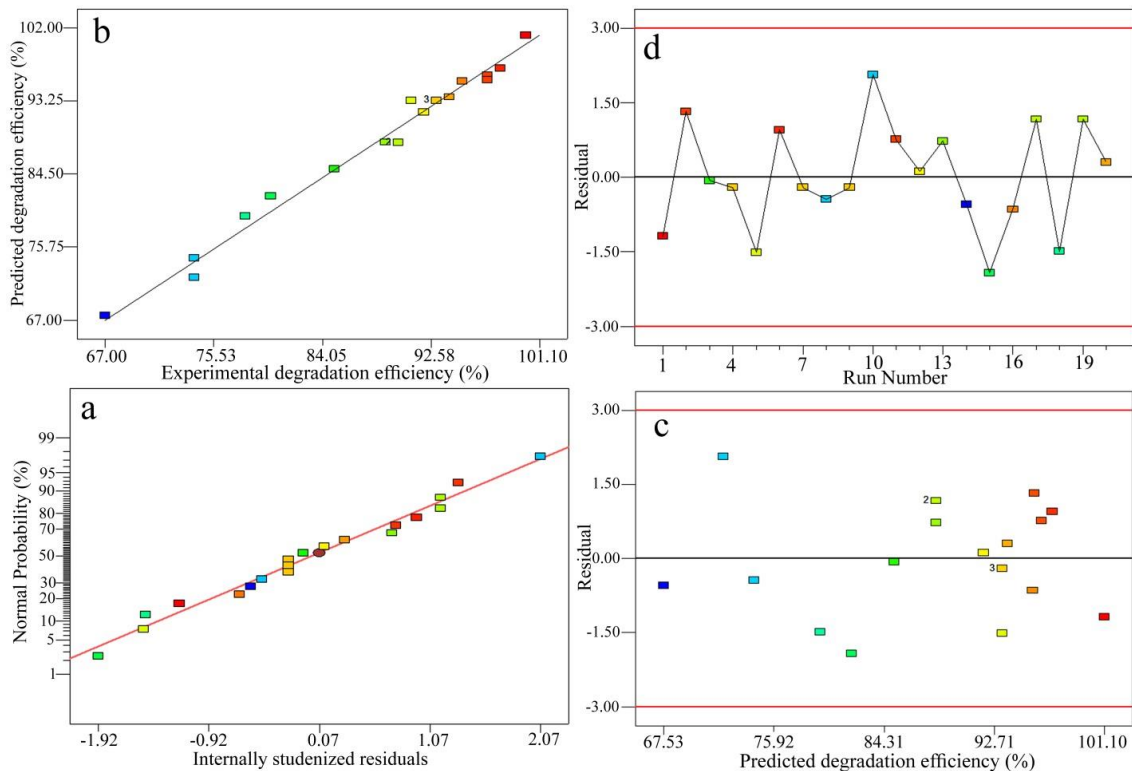 b
Predicted degradation efficiency (%)
102.00
93.25
84.50
75.75
67.00
3
2
67.00 75.53 84.05 92.58 101.10
Experimental degradation efficiency (%)
d
Residual
3.00
1.50
0.00
-1.50
-3.00
1 4 7 10 13 16 19
Run Number
a
Normal Probability (%)
99
95
90
80
70
50
30
20
10
5
1
-1.92 -0.92 0.07 1.07 2.07
Internally studenized residuals
c
Residual
3.00
1.50
0.00
-1.50
-3.00
2
3
67.53 75.92 84.31 92.71 101.10
Predicted degradation efficiency (%)